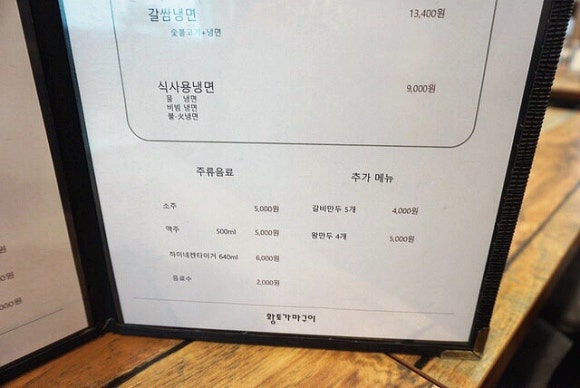 갈쌈냉면 13,400원
숯불고기+냉면
식사용냉면 9,000원
물 냉면
비빔 냉면
불·火냉면
주류음료
소주 5,000원
맥주 500ml 5,000원
하이네켄타이거 640ml 6,000원
음료수 2,000원
추가 메뉴
갈비만두 5개 4,000원
왕만두 4개 5,000원
황토가마구이